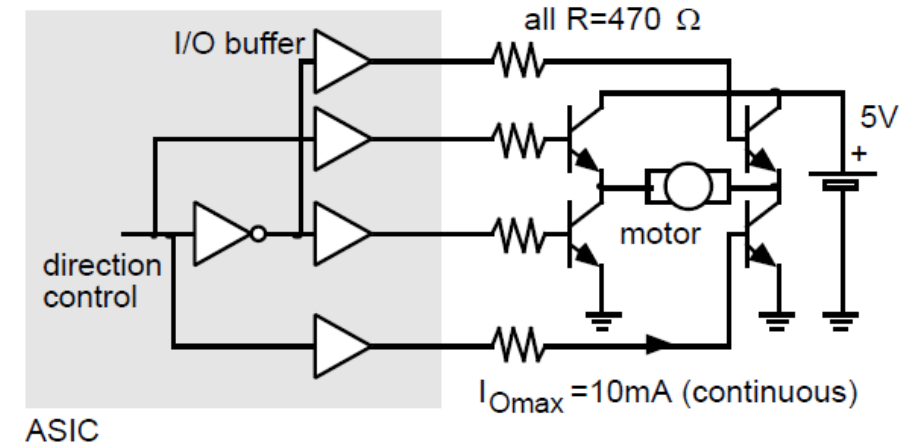 all R=470 Ω
I/O buffer
5V
+
motor
direction
control
I_Omax =10mA (continuous)
ASIC